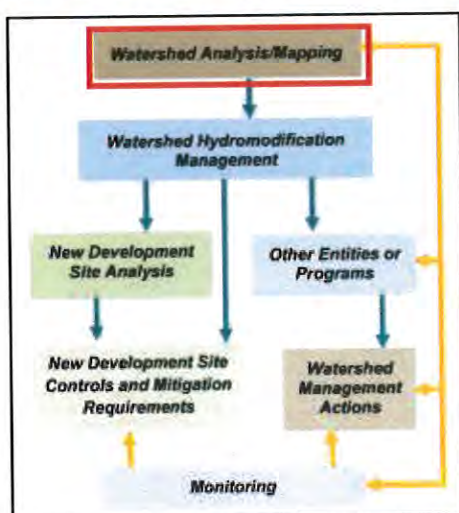 Watershed Analysis/Mapping
Watershed Hydromodification
Management
New Development
Site Analysis
Other Entities or
Programs
New Development Site
Controls and Mitigation
Requirements
Watershed
Management
Actions
Monitoring